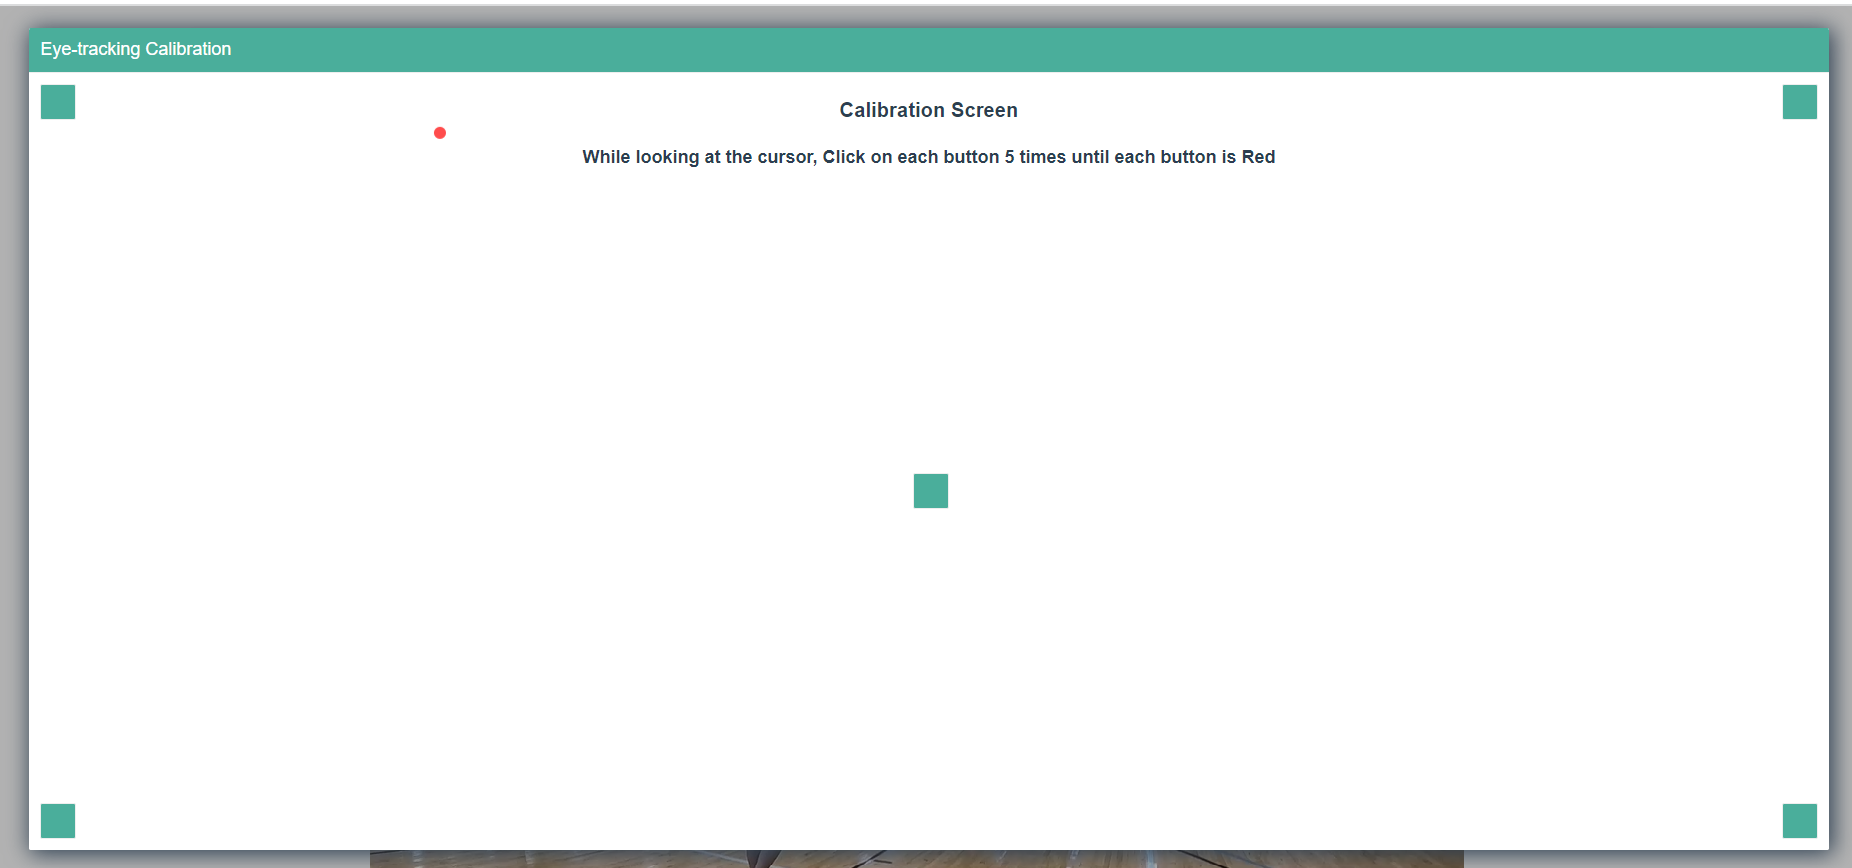 Eye-tracking Calibration
Calibration Screen
While looking at the cursor, Click on each button 5 times until each button is Red